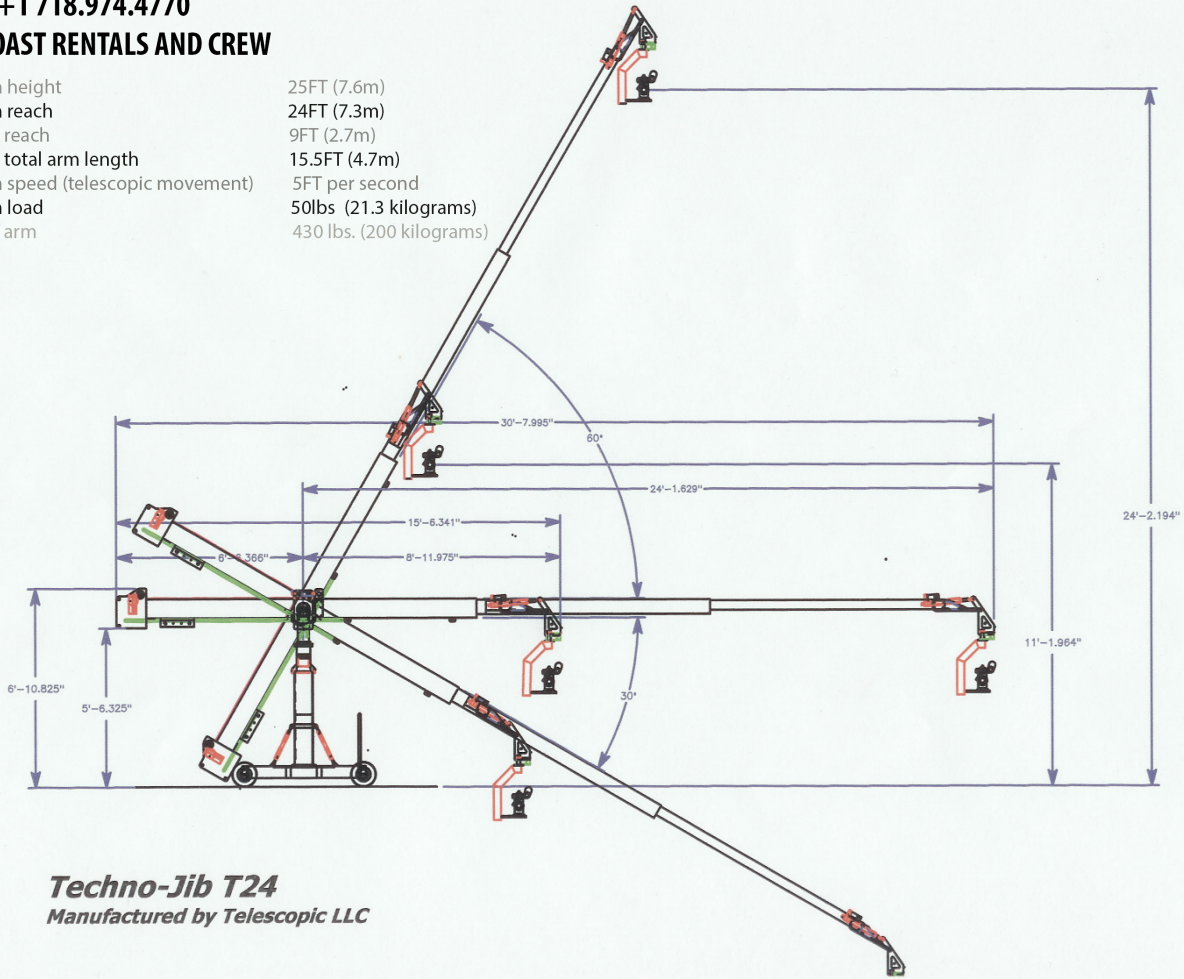 +1 718.974.4770
OAST RENTALS AND CREW
height 25FT (7.6m)
reach 24FT (7.3m)
reach 9FT (2.7m)
total arm length 15.5FT (4.7m)
speed (telescopic movement) 5FT per second
load 50lbs (21.3 kilograms)
arm 430 lbs. (200 kilograms)
30'-7.995"
60°
24'-1.629"
24'-2.194"
15'-6.341"
6'-6.366"
8'-11.975"
11'-1.964"
6'-10.825"
5'-6.325"
30°
Techno-Jib T24
Manufactured by Telescopic LLC